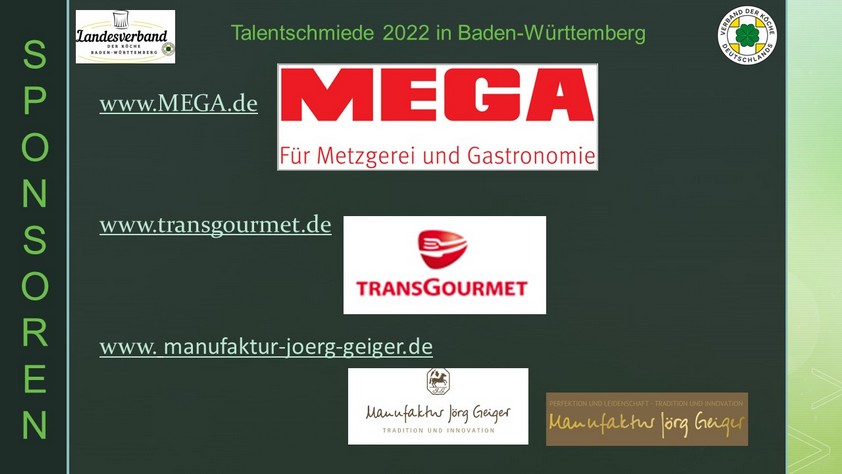 SPONSOREN
Landesverband
DER KÖCHE
BADEN-WÜRTTEMBERG
Talentschmiede 2022 in Baden-Württemberg
VERBAND DER KÖCHE
DEUTSCHLANDS
www.MEGA.de
MEGA
Für Metzgerei und Gastronomie
www.transgourmet.de
TRANSGOURMET
www. manufaktur-joerg-geiger.de
Manufaktur Jörg Geiger
TRADITION UND INNOVATION
PERFEKTION UND LEIDENSCHAFT - TRADITION UND INNOVATION
Manufaktur Jörg Geiger